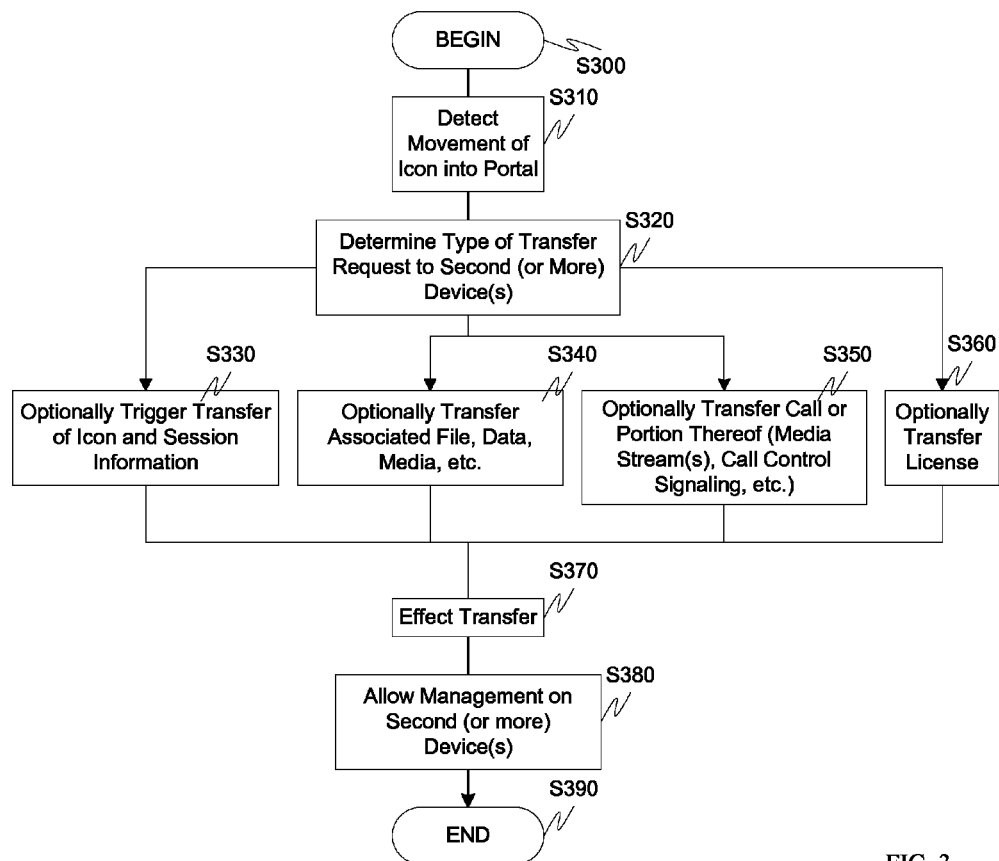 BEGIN
S300
S310
Detect
Movement of
Icon into Portal
S320
Determine Type of Transfer
Request to Second (or More)
Device(s)
S330
Optionally Trigger Transfer
of Icon and Session
Information
S340
Optionally Transfer
Associated File, Data,
Media, etc.
S350
Optionally Transfer Call or
Portion Thereof (Media
Stream(s), Call Control
Signaling, etc.)
S360
Optionally
Transfer
License
S370
Effect Transfer
S380
Allow Management on
Second (or more)
Device(s)
S390
END